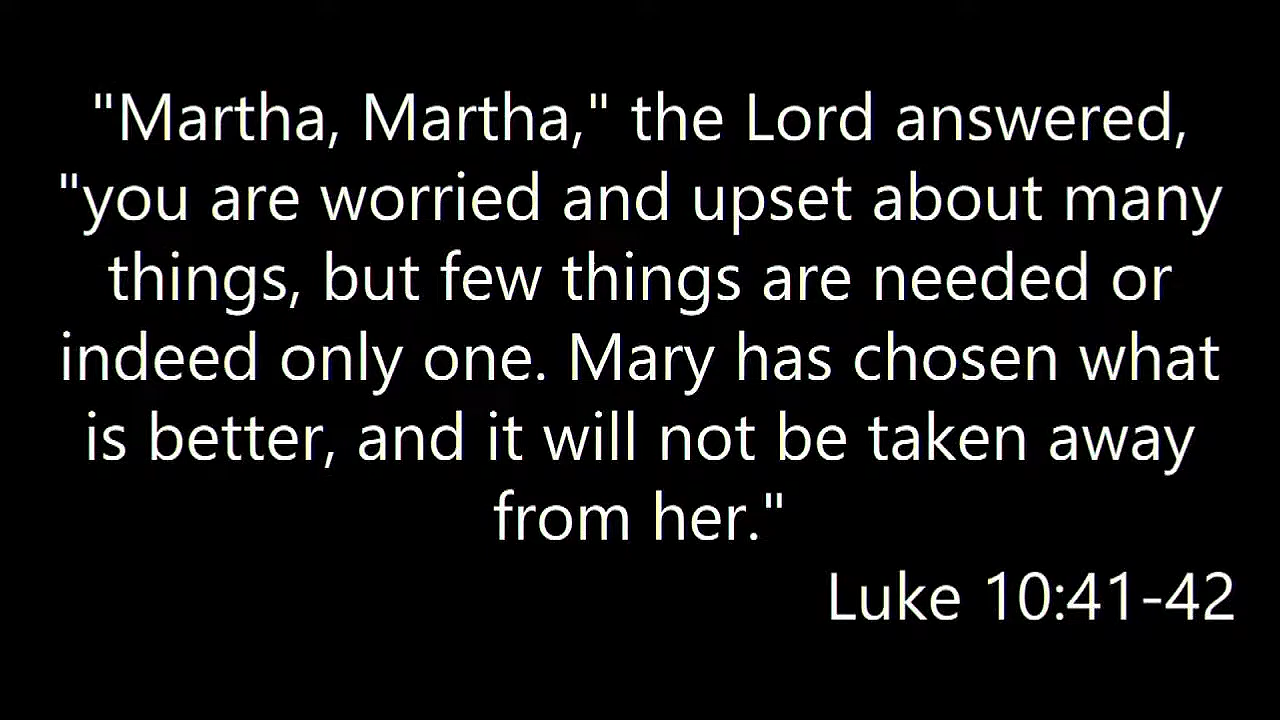 "Martha, Martha," the Lord answered,
"you are worried and upset about many
things, but few things are needed or
indeed only one. Mary has chosen what
is better, and it will not be taken away
from her."
Luke 10:41-42